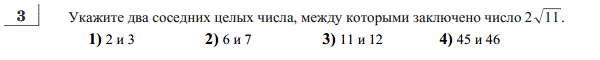 3 Укажите два соседних целых числа, между которыми заключено число 2√11.
1) 2 и 3 2) 6 и 7 3) 11 и 12 4) 45 и 46